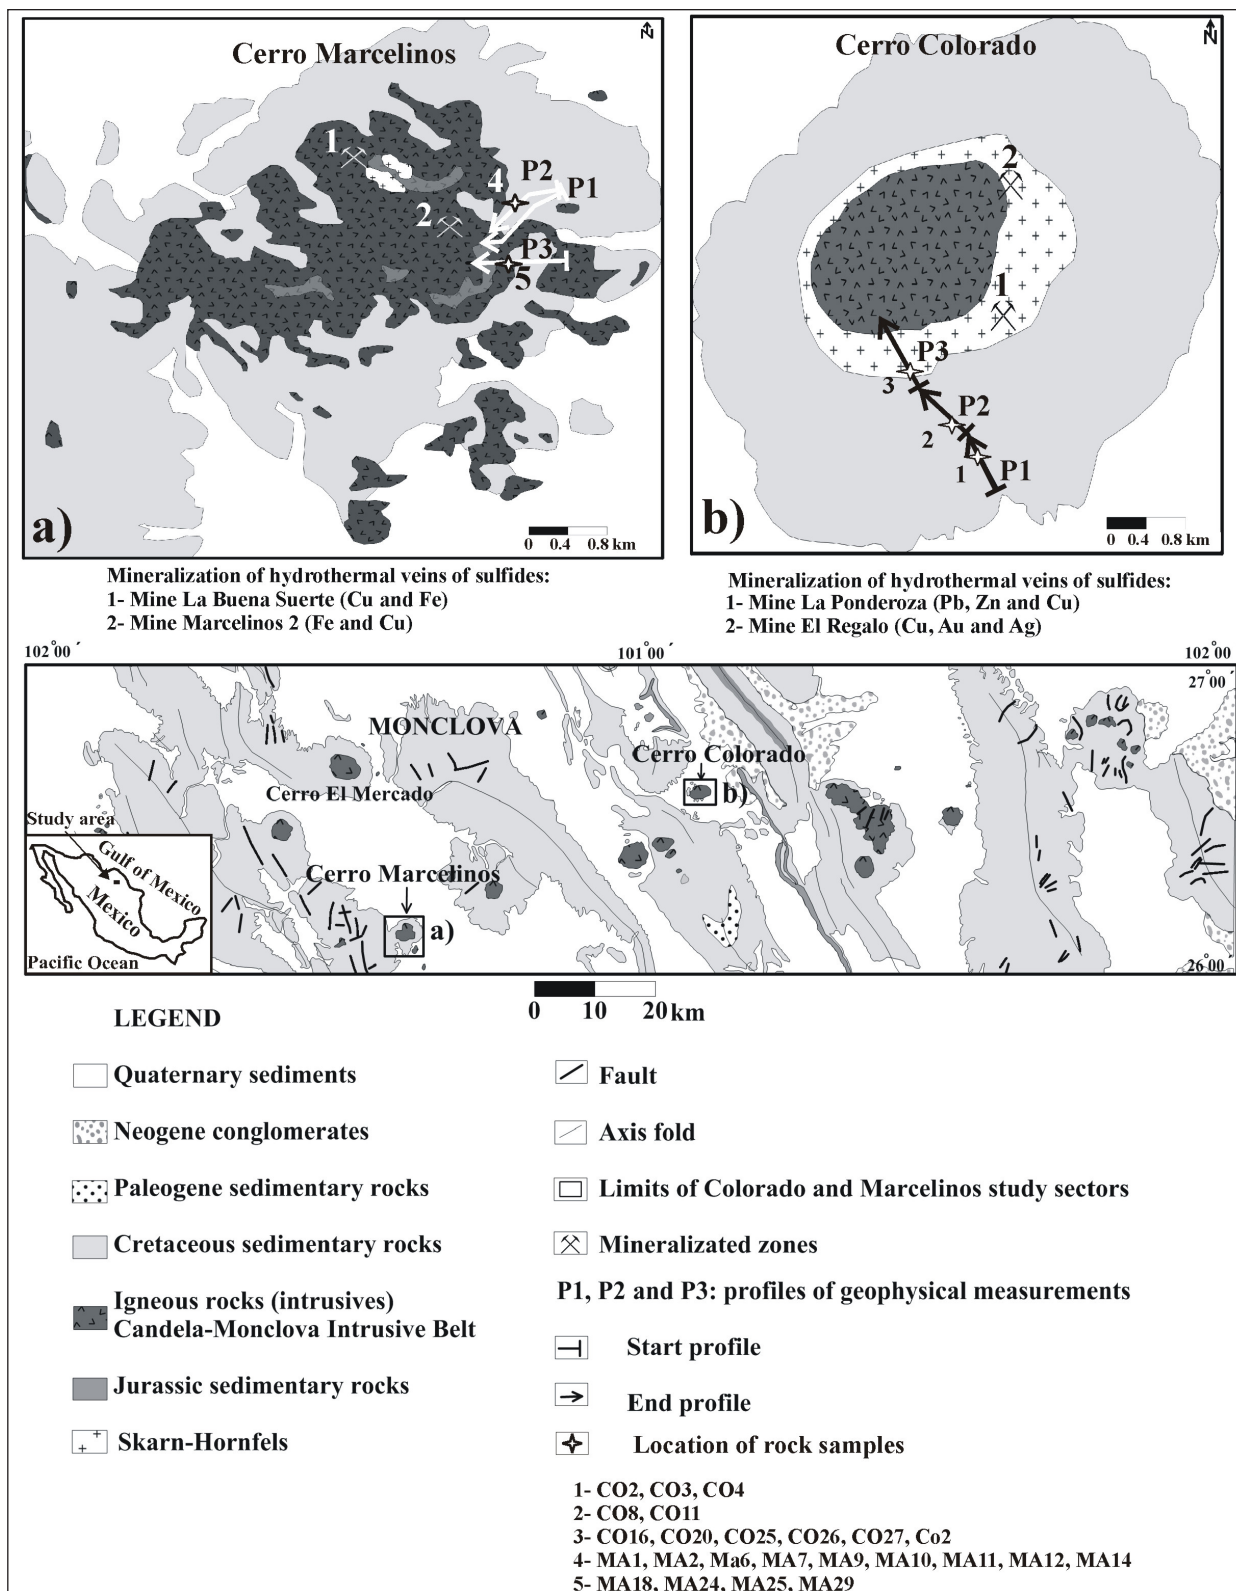 Cerro Marcelinos
N
1
2
4
P2
P1
P3
5
a)
0 0.4 0.8 km
Cerro Colorado
N
2
1
P3
3
P2
2
1
P1
b)
0 0.4 0.8 km
Mineralization of hydrothermal veins of sulfides:
1- Mine La Buena Suerte (Cu and Fe)
2- Mine Marcelinos 2 (Fe and Cu)
Mineralization of hydrothermal veins of sulfides:
1- Mine La Ponderoza (Pb, Zn and Cu)
2- Mine El Regalo (Cu, Au and Ag)
102°00´
101°00´
102°00
27°00´
MONCLOVA
Cerro Colorado
b)
Cerro El Mercado
Study area
Gulf of Mexico
Mexico
Pacific Ocean
Cerro Marcelinos
a)
26°00´
0 10 20 km
LEGEND
Quaternary sediments
Neogene conglomerates
Paleogene sedimentary rocks
Cretaceous sedimentary rocks
Igneous rocks (intrusives)
Candela-Monclova Intrusive Belt
Jurassic sedimentary rocks
Skarn-Hornfels
Fault
Axis fold
Limits of Colorado and Marcelinos study sectors
Mineralizated zones
P1, P2 and P3: profiles of geophysical measurements
Start profile
End profile
Location of rock samples
1- CO2, CO3, CO4
2- CO8, CO11
3- CO16, CO20, CO25, CO26, CO27, Co2
4- MA1, MA2, Ma6, MA7, MA9, MA10, MA11, MA12, MA14
5- MA18, MA24, MA25, MA29